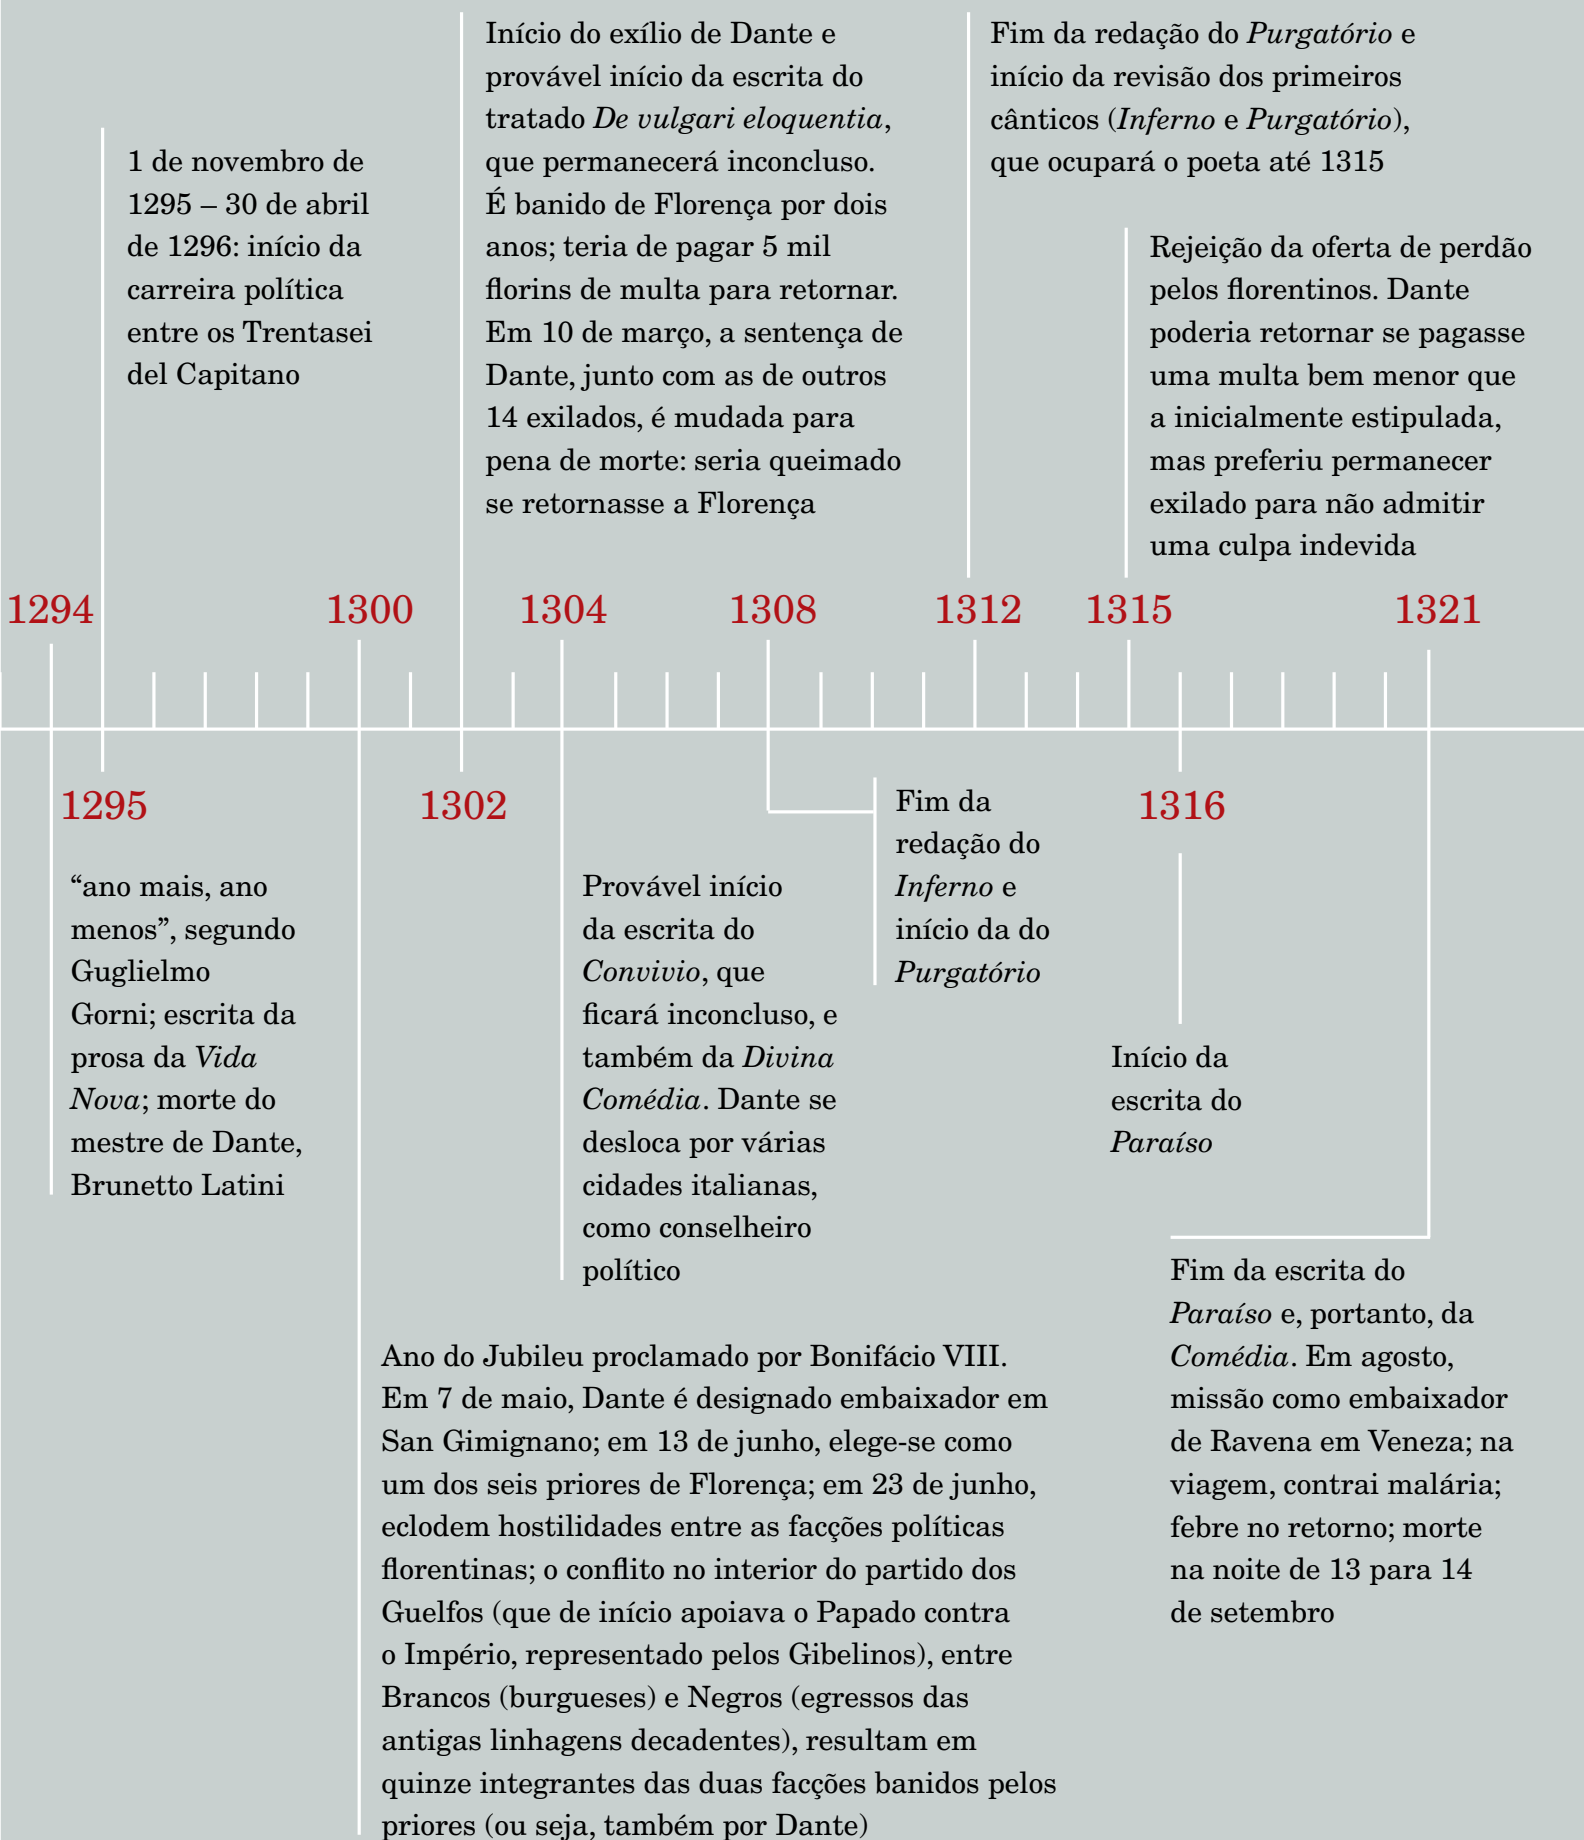 Início do exílio de Dante e
provável início da escrita do
tratado De vulgari eloquentia,
que permanecerá inconcluso.
É banido de Florença por dois
anos; teria de pagar 5 mil
florins de multa para retornar.
Em 10 de março, a sentença de
Dante, junto com as de outros
14 exilados, é mudada para
pena de morte: seria queimado
se retornasse a Florença
Fim da redação do Purgatório e
início da revisão dos primeiros
cânticos (Inferno e Purgatório),
que ocupará o poeta até 1315
1 de novembro de
1295 – 30 de abril
de 1296: início da
carreira política
entre os Trentasei
del Capitano
Rejeição da oferta de perdão
pelos florentinos. Dante
poderia retornar se pagasse
uma multa bem menor que
a inicialmente estipulada,
mas preferiu permanecer
exilado para não admitir
uma culpa indevida
1294
1300
1304
1308
1312
1315
1321
1295
1302
1316
“ano mais, ano
menos”, segundo
Guglielmo
Gorni; escrita da
prosa da Vida
Nova; morte do
mestre de Dante,
Brunetto Latini
Provável início
da escrita do
Convivio, que
ficará inconcluso, e
também da Divina
Comédia. Dante se
desloca por várias
cidades italianas,
como conselheiro
político
Fim da
redação do
Inferno e
início da do
Purgatório
Início da
escrita do
Paraíso
Fim da escrita do
Paraíso e, portanto, da
Comédia. Em agosto,
missão como embaixador
de Ravena em Veneza; na
viagem, contrai malária;
febre no retorno; morte
na noite de 13 para 14
de setembro
Ano do Jubileu proclamado por Bonifácio VIII.
Em 7 de maio, Dante é designado embaixador em
San Gimignano; em 13 de junho, elege-se como
um dos seis priores de Florença; em 23 de junho,
eclodem hostilidades entre as facções políticas
florentinas; o conflito no interior do partido dos
Guelfos (que de início apoiava o Papado contra
o Império, representado pelos Gibelinos), entre
Brancos (burgueses) e Negros (egressos das
antigas linhagens decadentes), resultam em
quinze integrantes das duas facções banidos pelos
priores (ou seja, também por Dante)